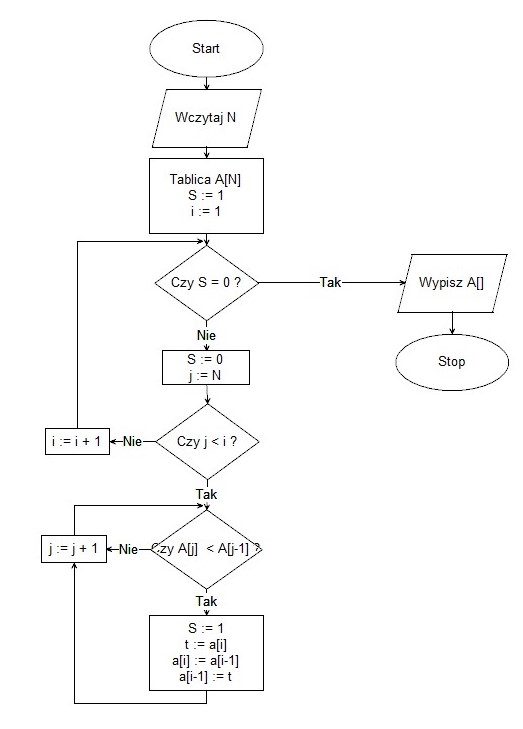 Start
Wczytaj N
Tablica A[N]
S := 1
i := 1
Czy S = 0 ?
Tak
Wypisz A[]
Stop
Nie
S := 0
j := N
Czy j < i ?
Nie
i := i + 1
Tak
Czy A[j] < A[j-1] ?
Nie
j := j + 1
Tak
S := 1
t := a[i]
a[i] := a[i-1]
a[i-1] := t